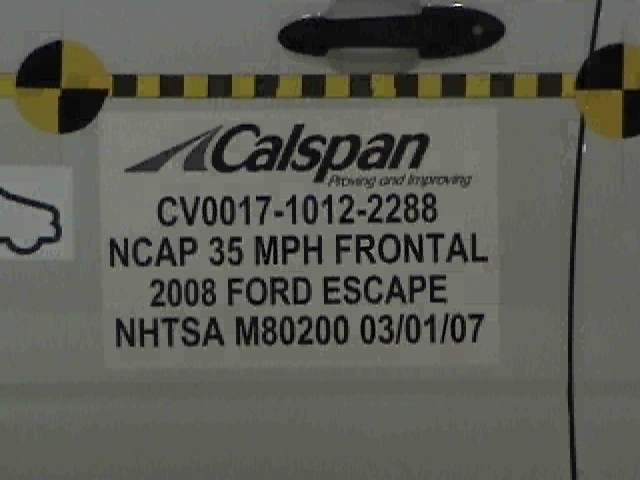 Calspan
Proving and Improving
CV0017-1012-2288
NCAP 35 MPH FRONTAL
2008 FORD ESCAPE
NHTSA M80200 03/01/07